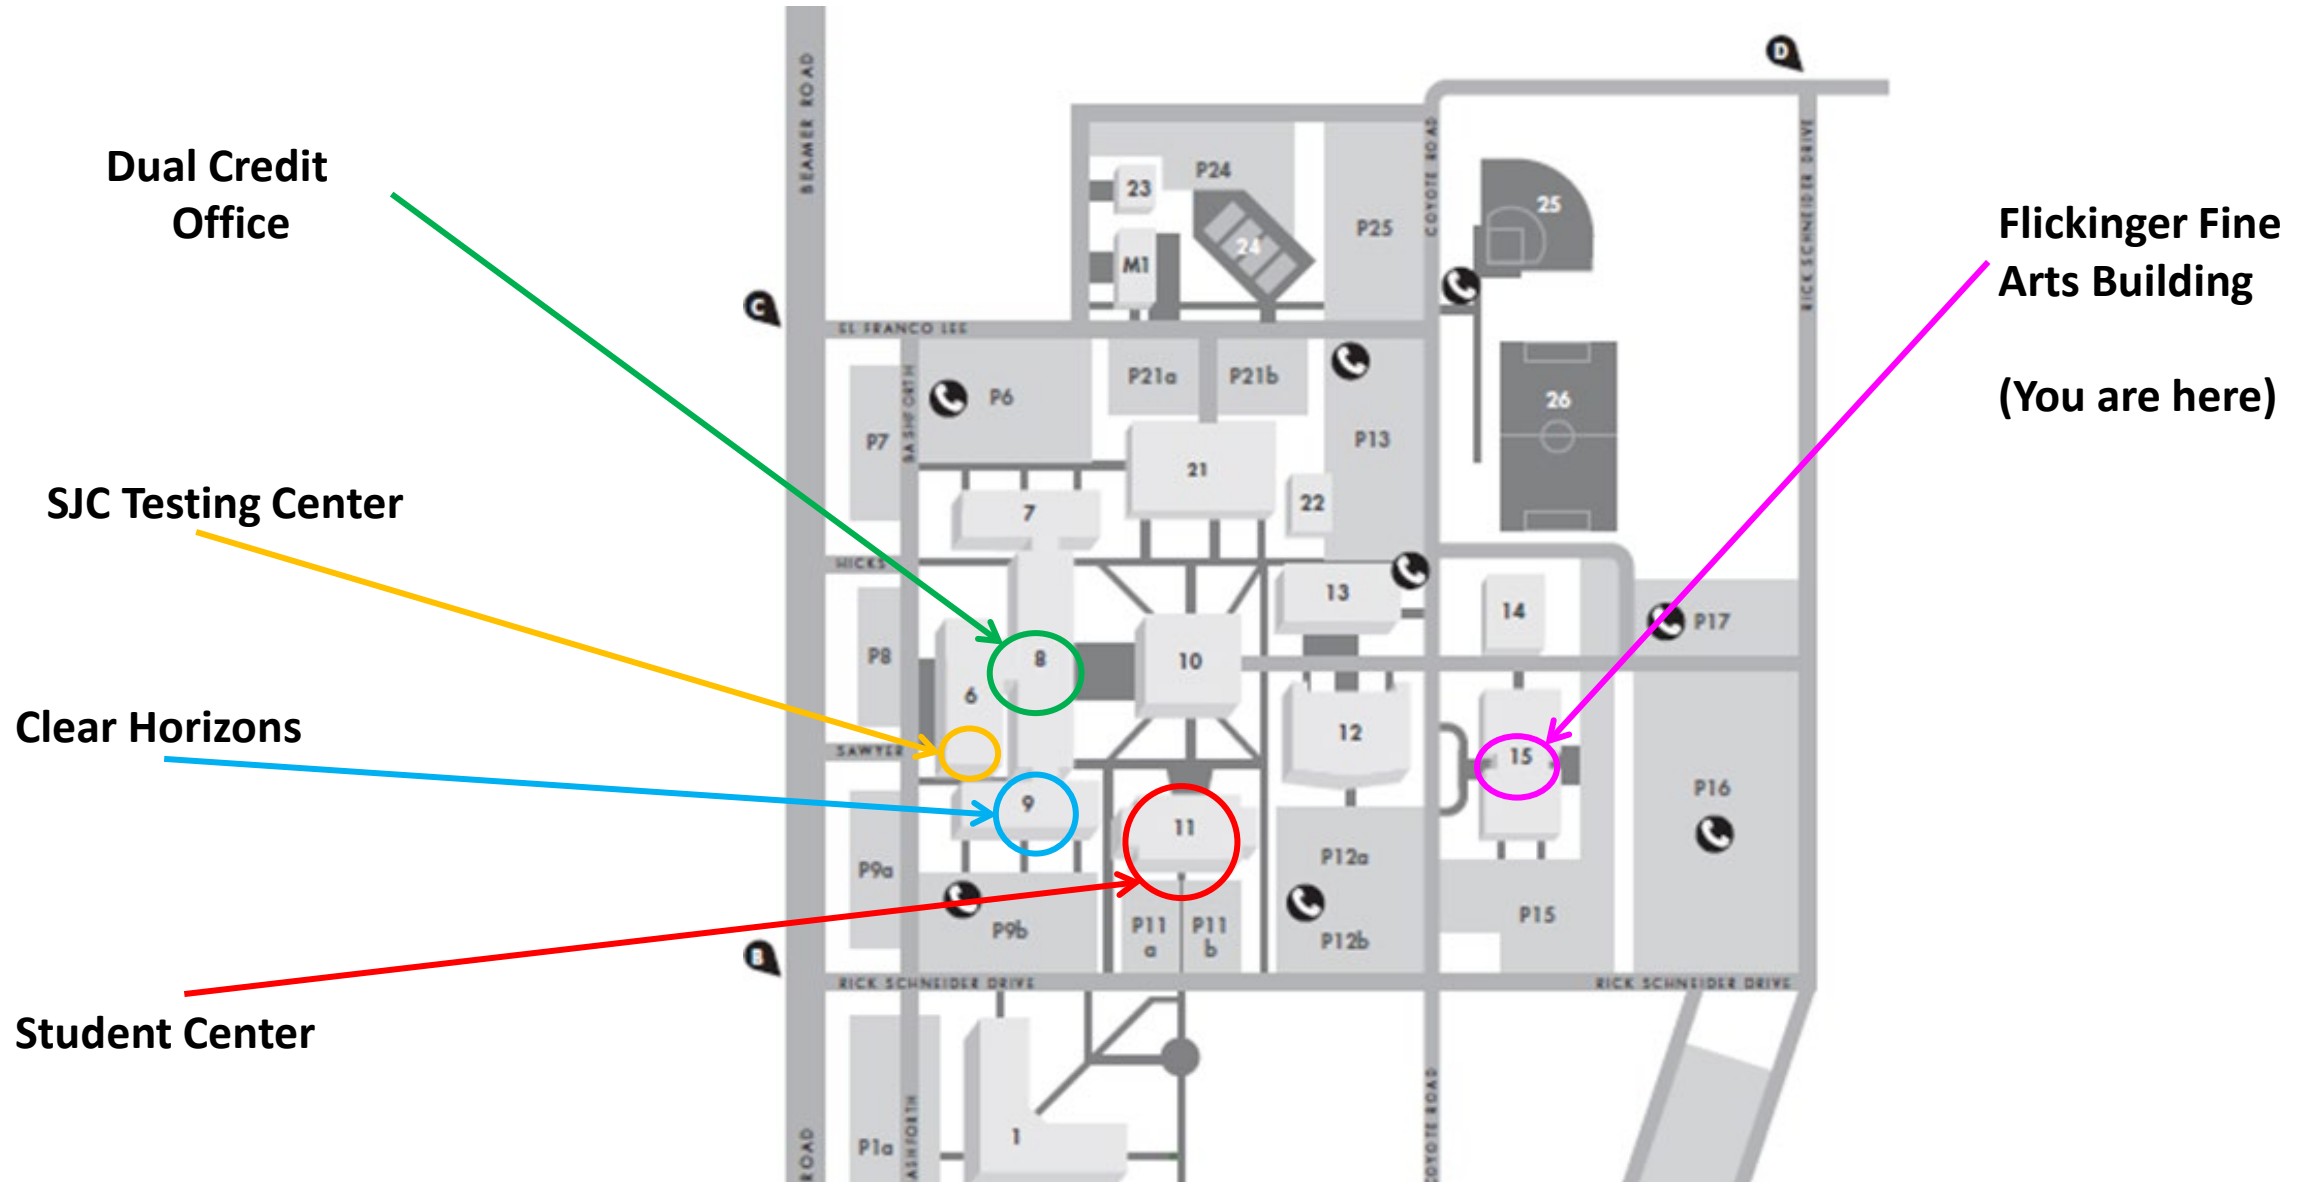 Dual Credit
Office
SJC Testing Center
Clear Horizons
Student Center
Flickinger Fine
Arts Building
(You are here)
BEAMER ROAD
COYOTE ROAD
RICK SCHNEIDER DRIVE
D
23
P24
24
P25
25
M1
C
EL FRANCO LEE
BASHFORTH
P6
P21a
P21b
P7
P13
26
21
22
7
HICKS
13
14
P17
P8
8
10
6
12
SAWYER
15
9
11
P16
P9a
P12a
P9b
P11
a
P11
b
P12b
P15
B
RICK SCHNEIDER DRIVE
RICK SCHNEIDER DRIVE
1
P1a
ASHFORTH
ROAD
COYOTE ROAD